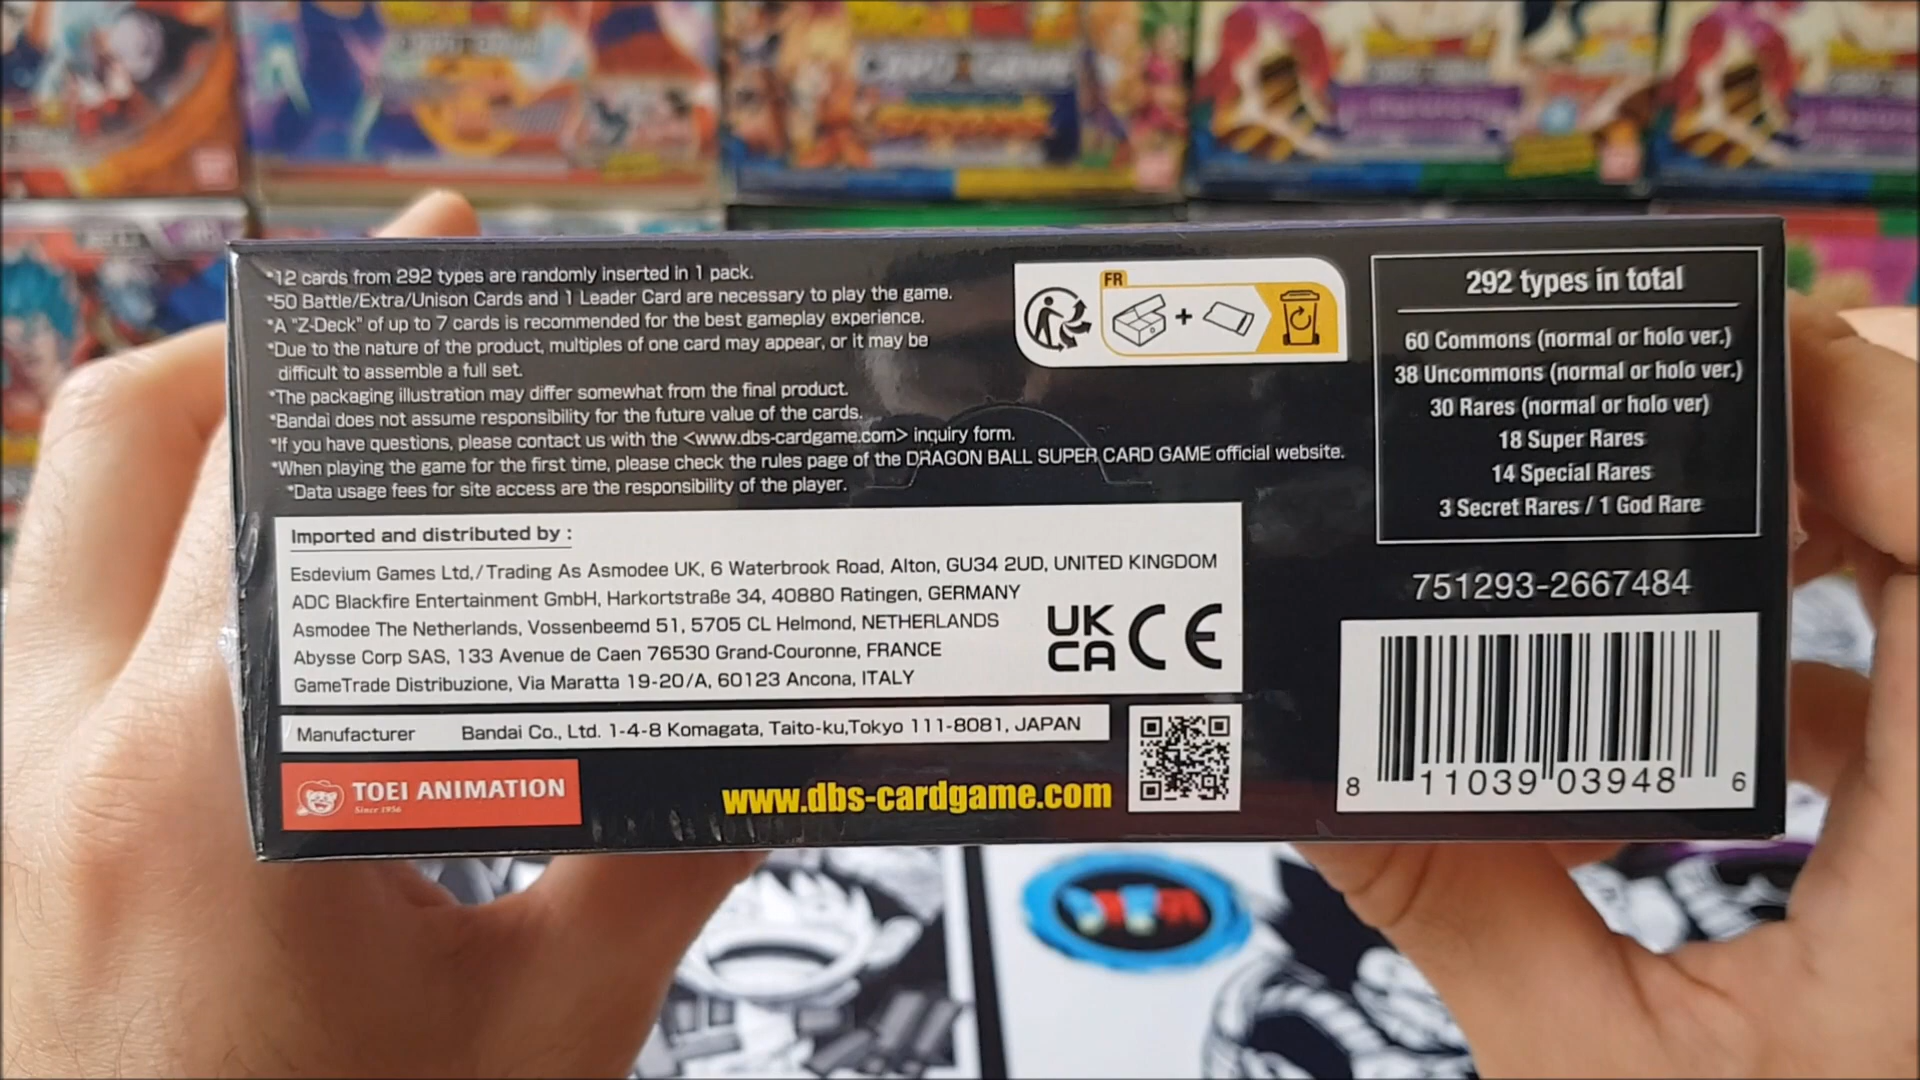 *12 cards from 292 types are randomly inserted in 1 pack.
*50 Battle/Extra/Unison Cards and 1 Leader Card are necessary to play the game.
*A "Z-Deck" of up to 7 cards is recommended for the best gameplay experience.
*Due to the nature of the product, multiples of one card may appear, or it may be
difficult to assemble a full set.
*The packaging illustration may differ somewhat from the final product.
*Bandai does not assume responsibility for the future value of the cards.
*If you have questions, please contact us with the <www.dbs-cardgame.com> inquiry form.
*When playing the game for the first time, please check the rules page of the DRAGON BALL SUPER CARD GAME official website.
*Data usage fees for site access are the responsibility of the player.
FR
+
292 types in total
60 Commons (normal or holo ver.)
38 Uncommons (normal or holo ver.)
30 Rares (normal or holo ver)
18 Super Rares
14 Special Rares
3 Secret Rares / 1 God Rare
Imported and distributed by :
Esdevium Games Ltd,/Trading As Asmodee UK, 6 Waterbrook Road, Alton, GU34 2UD, UNITED KINGDOM
ADC Blackfire Entertainment GmbH, Harkortstraße 34, 40880 Ratingen, GERMANY
Asmodee The Netherlands, Vossenbeemd 51, 5705 CL Helmond, NETHERLANDS
Abysse Corp SAS, 133 Avenue de Caen 76530 Grand-Couronne, FRANCE
GameTrade Distribuzione, Via Maratta 19-20/A, 60123 Ancona, ITALY
UK
CA
CE
751293-2667484
Manufacturer Bandai Co., Ltd. 1-4-8 Komagata, Taito-ku,Tokyo 111-8081, JAPAN
TOEI ANIMATION
Since 1956
www.dbs-cardgame.com
8 11039 03948 6